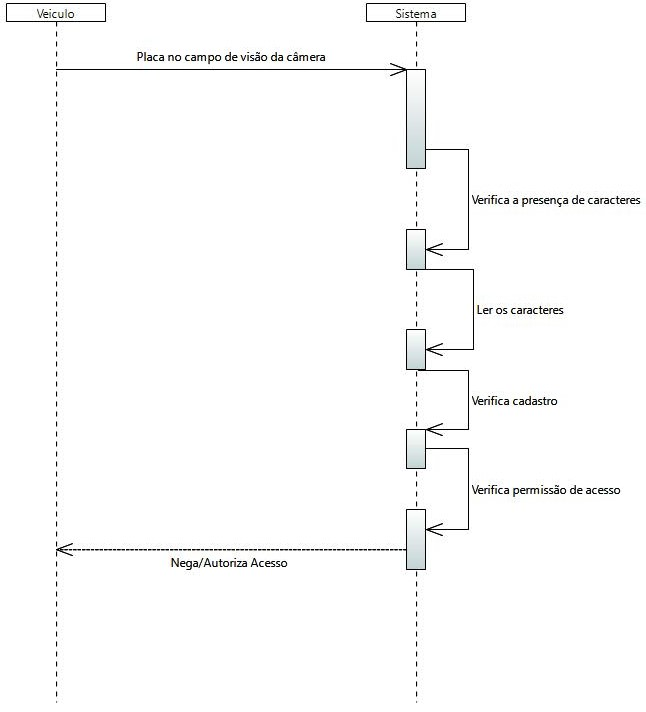 Veiculo
Sistema
Placa no campo de visão da câmera
Verifica a presença de caracteres
Ler os caracteres
Verifica cadastro
Verifica permissão de acesso
Nega/Autoriza Acesso